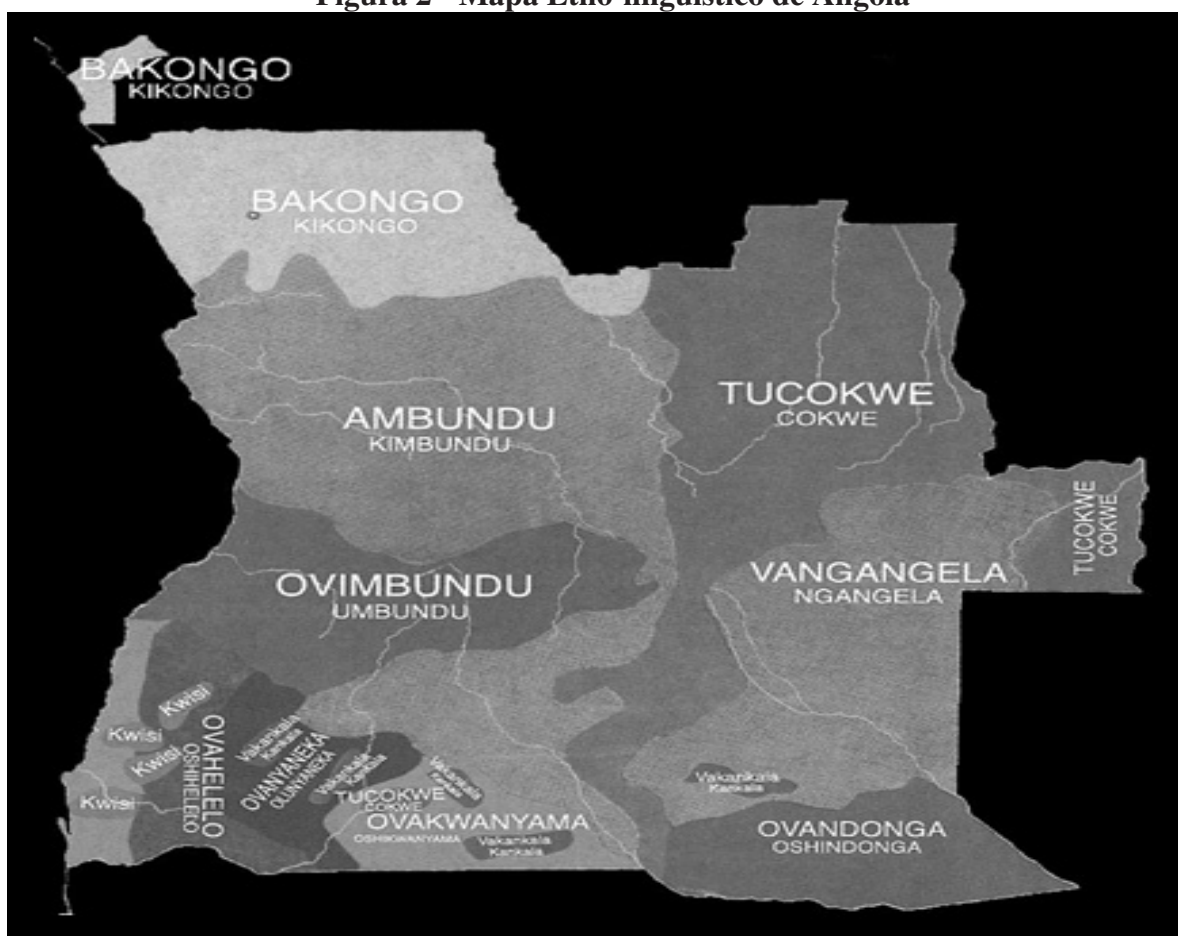 Figura 2 - Mapa Etno-linguístico de Angola
BAKONGO
KIKONGO
BAKONGO
KIKONGO
AMBUNDU
KIMBUNDU
TUCOKWE
COKWE
TUCOKWE
COKWE
OVIMBUNDU
UMBUNDU
VANGANGELA
NGANGELA
Kwisi
Kwisi
Kwisi
Kwisi
OVAHELELO
OSHIHELELO
Vakankala
Kankala
OVANYANEKA
OLUNYANEKA
Vakankala
Kankala
TUCOKWE
COKWE
Vakankala
Kankala
OVAKWANYAMA
OSHIKWANYAMA
Vakankala
Kankala
Vakankala
Kankala
OVANDONGA
OSHINDONGA